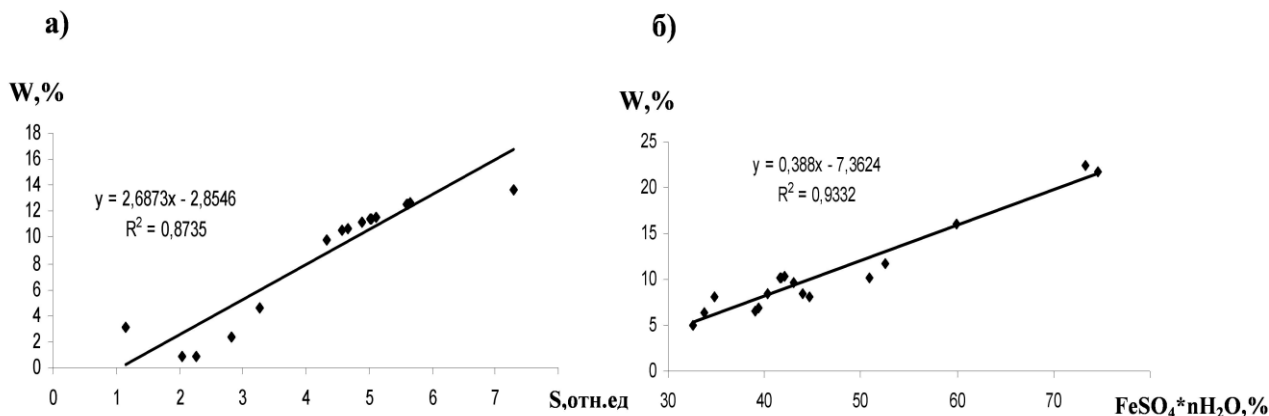 а)
W,%
18
16
14
12
10
8
6
4
2
0
y = 2,6873x - 2,8546
R² = 0,8735
0 1 2 3 4 5 6 7 S,отн.ед
б)
W,%
25
20
15
10
5
0
y = 0,388x - 7,3624
R² = 0,9332
30 40 50 60 70 FeSO₄*nH₂O,%